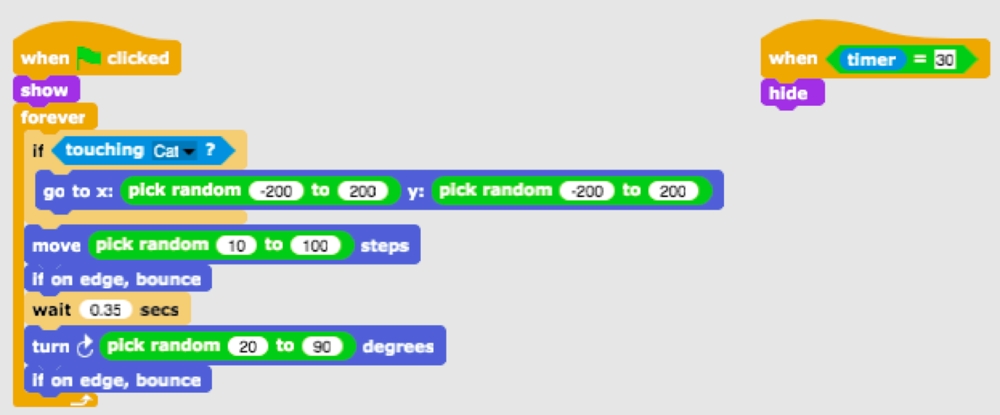 when clicked
show
forever
if touching Cat ?
go to x: pick random -200 to 200 y: pick random -200 to 200
move pick random 10 to 100 steps
if on edge, bounce
wait 0.35 secs
turn pick random 20 to 90 degrees
if on edge, bounce
when timer = 30
hide